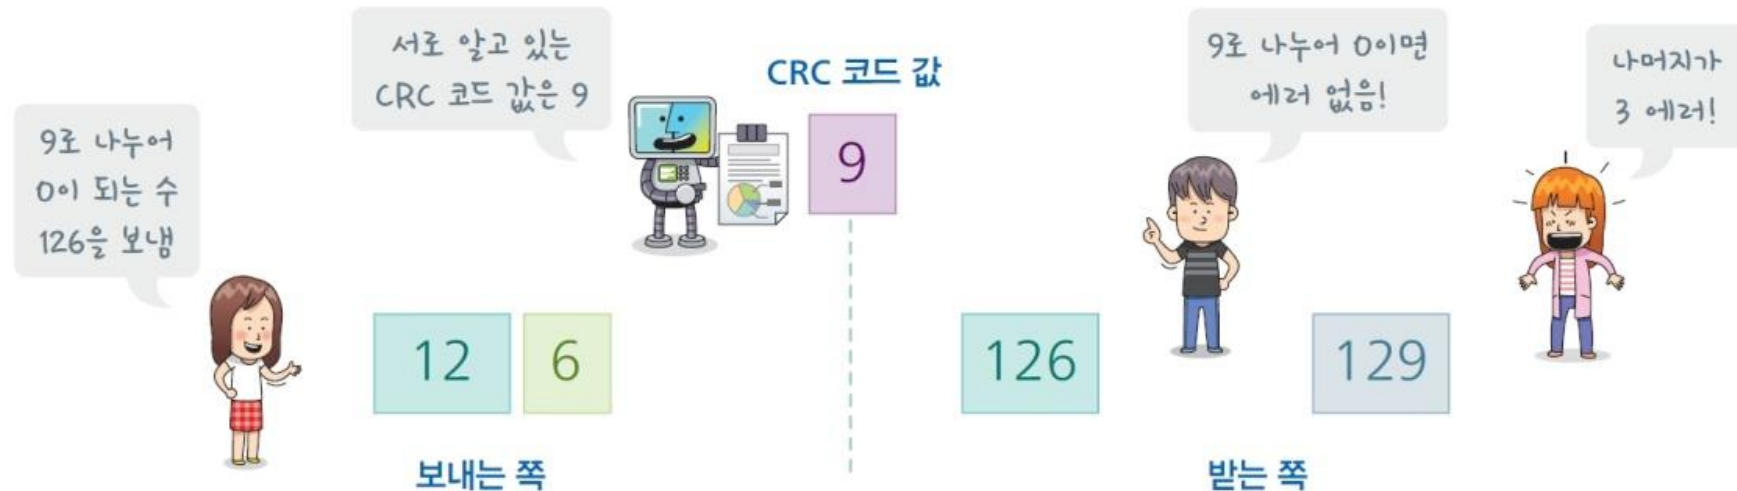 9로 나누어
0이 되는 수
126을 보냄
서로 알고 있는
CRC 코드 값은 9
CRC 코드 값
9
9로 나누어 0이면
에러 없음!
나머지가
3 에러!
12
6
126
129
보내는 쪽
받는 쪽